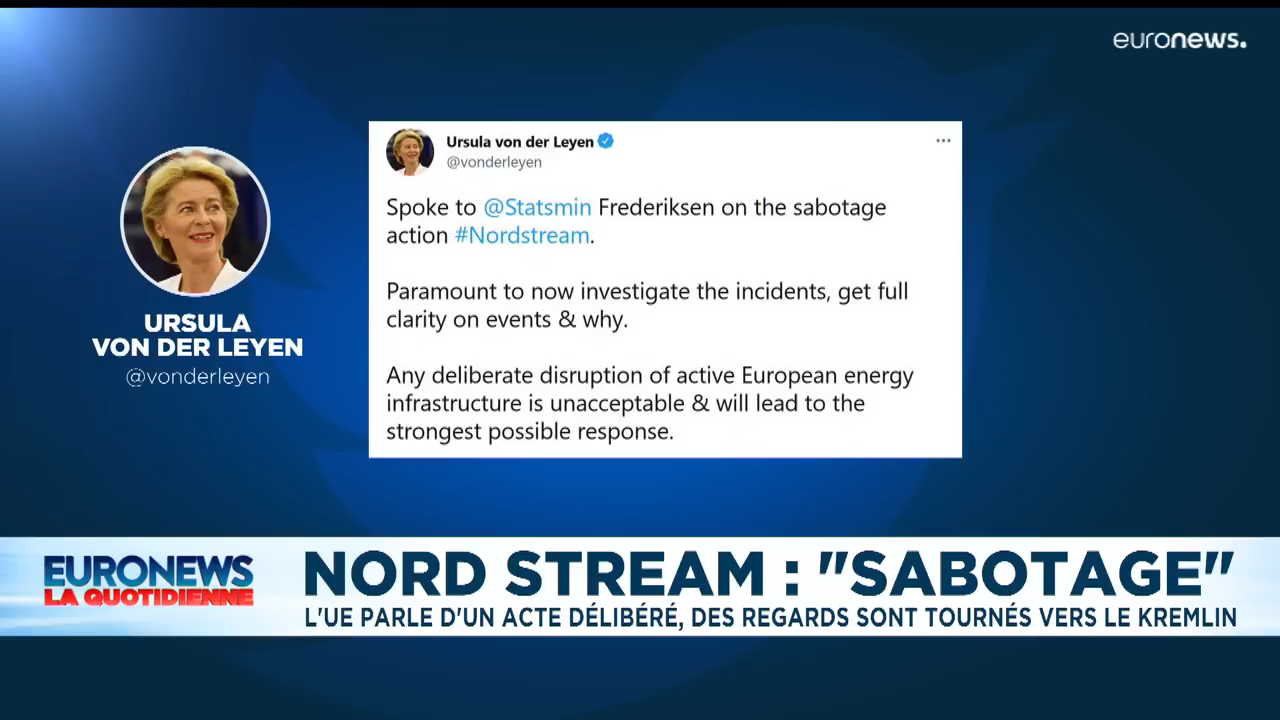 euronews.
Ursula von der Leyen
@vonderleyen
Spoke to @Statsmin Frederiksen on the sabotage
action #Nordstream.
Paramount to now investigate the incidents, get full
clarity on events & why.
Any deliberate disruption of active European energy
infrastructure is unacceptable & will lead to the
strongest possible response.
URSULA
VON DER LEYEN
@vonderleyen
EURONEWS
LA QUOTIDIENNE
NORD STREAM : "SABOTAGE"
L'UE PARLE D'UN ACTE DÉLIBÉRÉ, DES REGARDS SONT TOURNÉS VERS LE KREMLIN